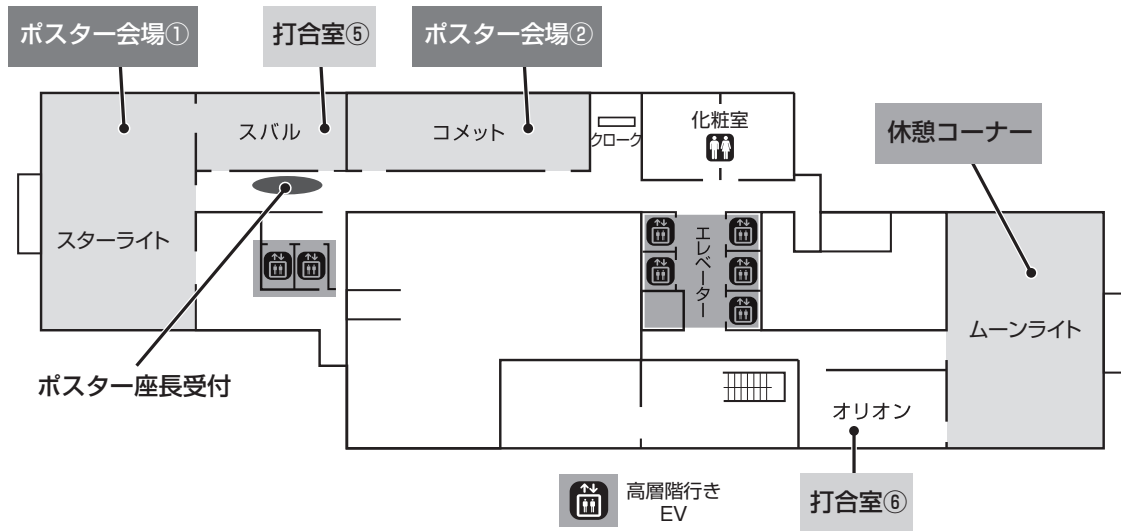 ポスター会場①
打合室⑤
ポスター会場②
スバル
コメット
クローク
化粧室
休憩コーナー
スターライト
エレベーター
ムーンライト
ポスター座長受付
オリオン
高層階行き
EV
打合室⑥